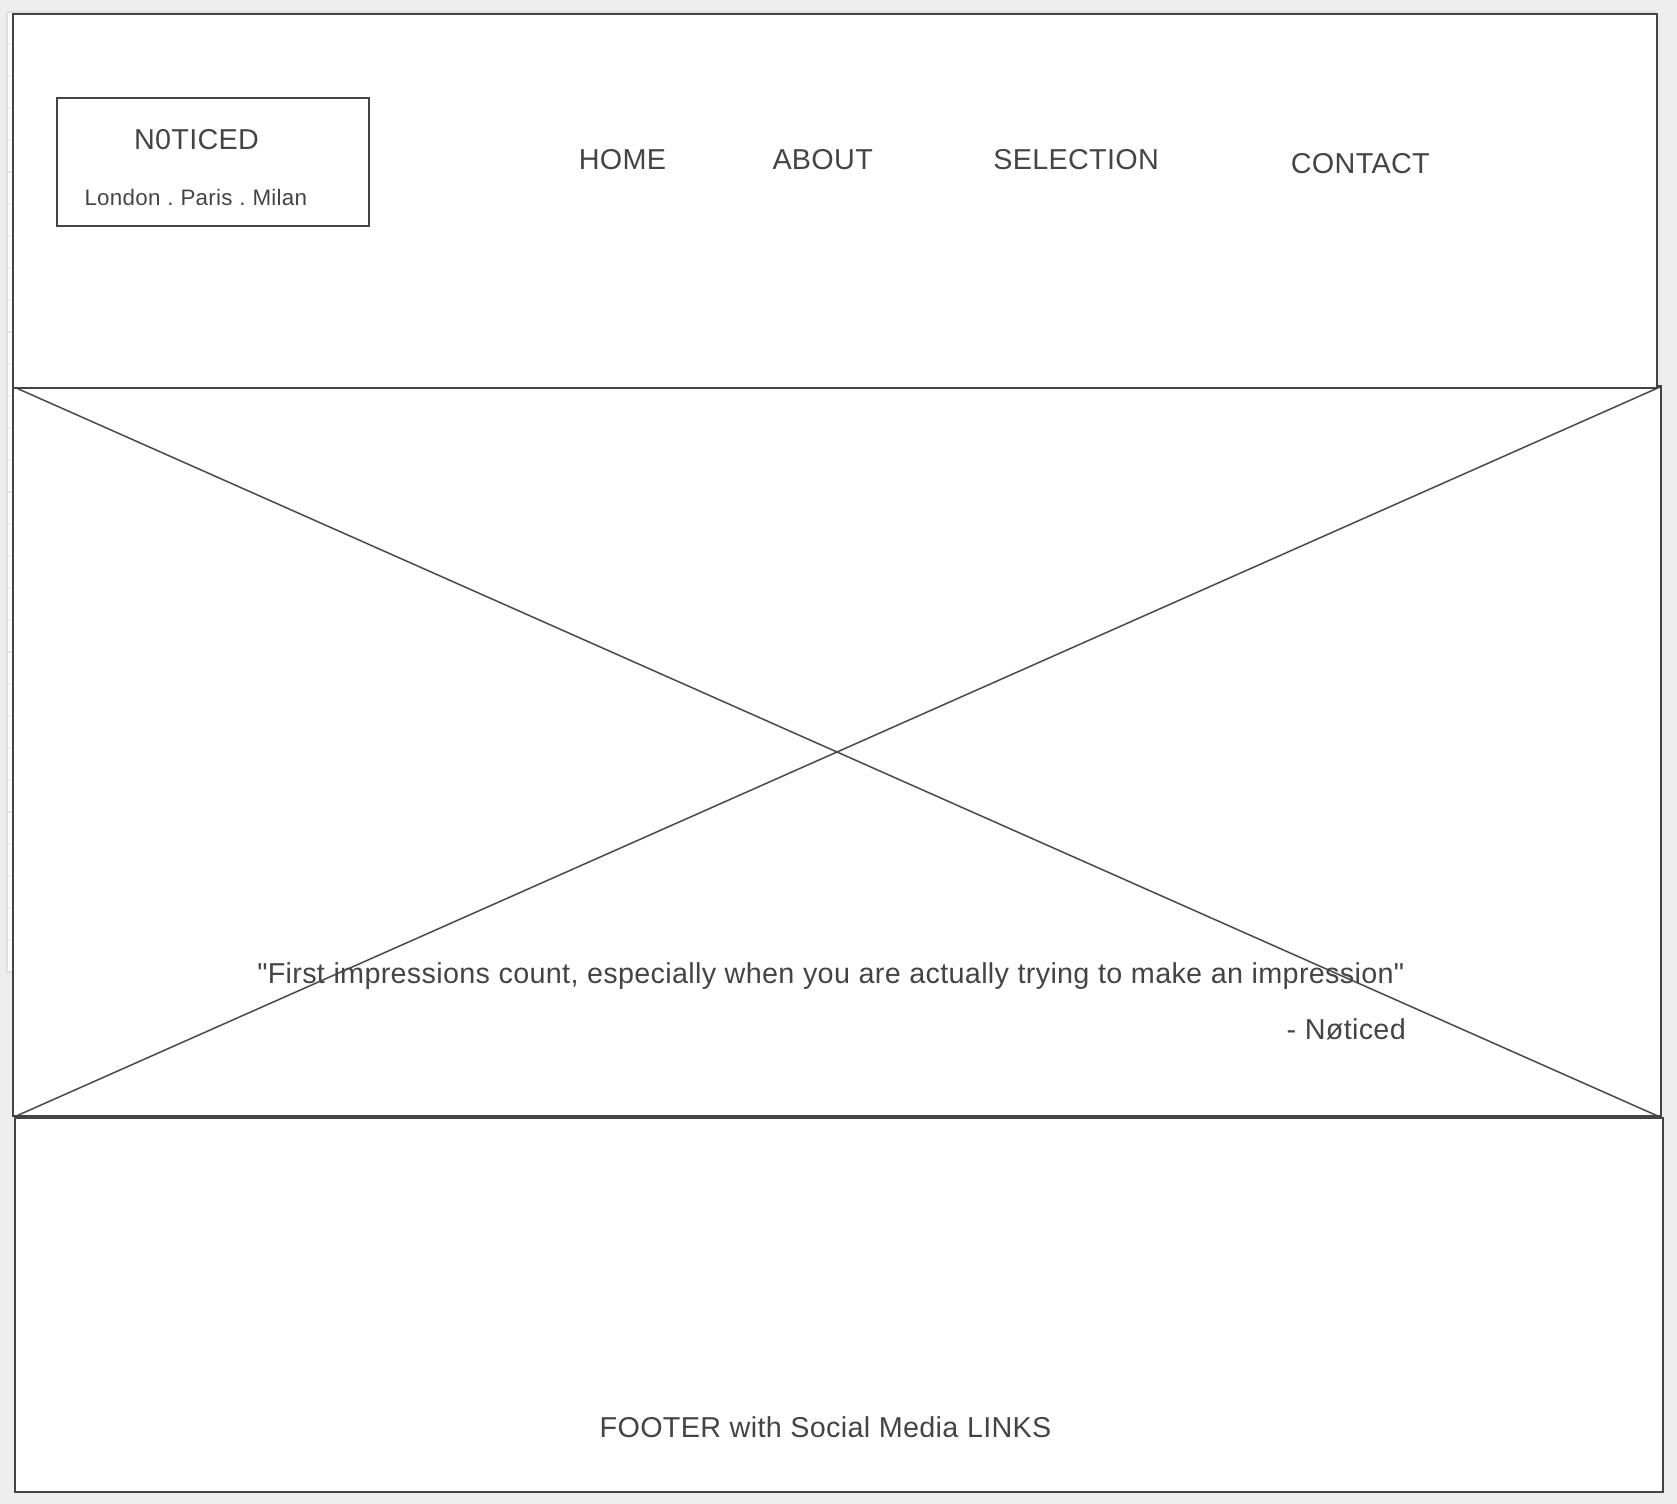 N0TICED
London . Paris . Milan
HOME ABOUT SELECTION CONTACT
"First impressions count, especially when you are actually trying to make an impression"
- Nøticed
FOOTER with Social Media LINKS